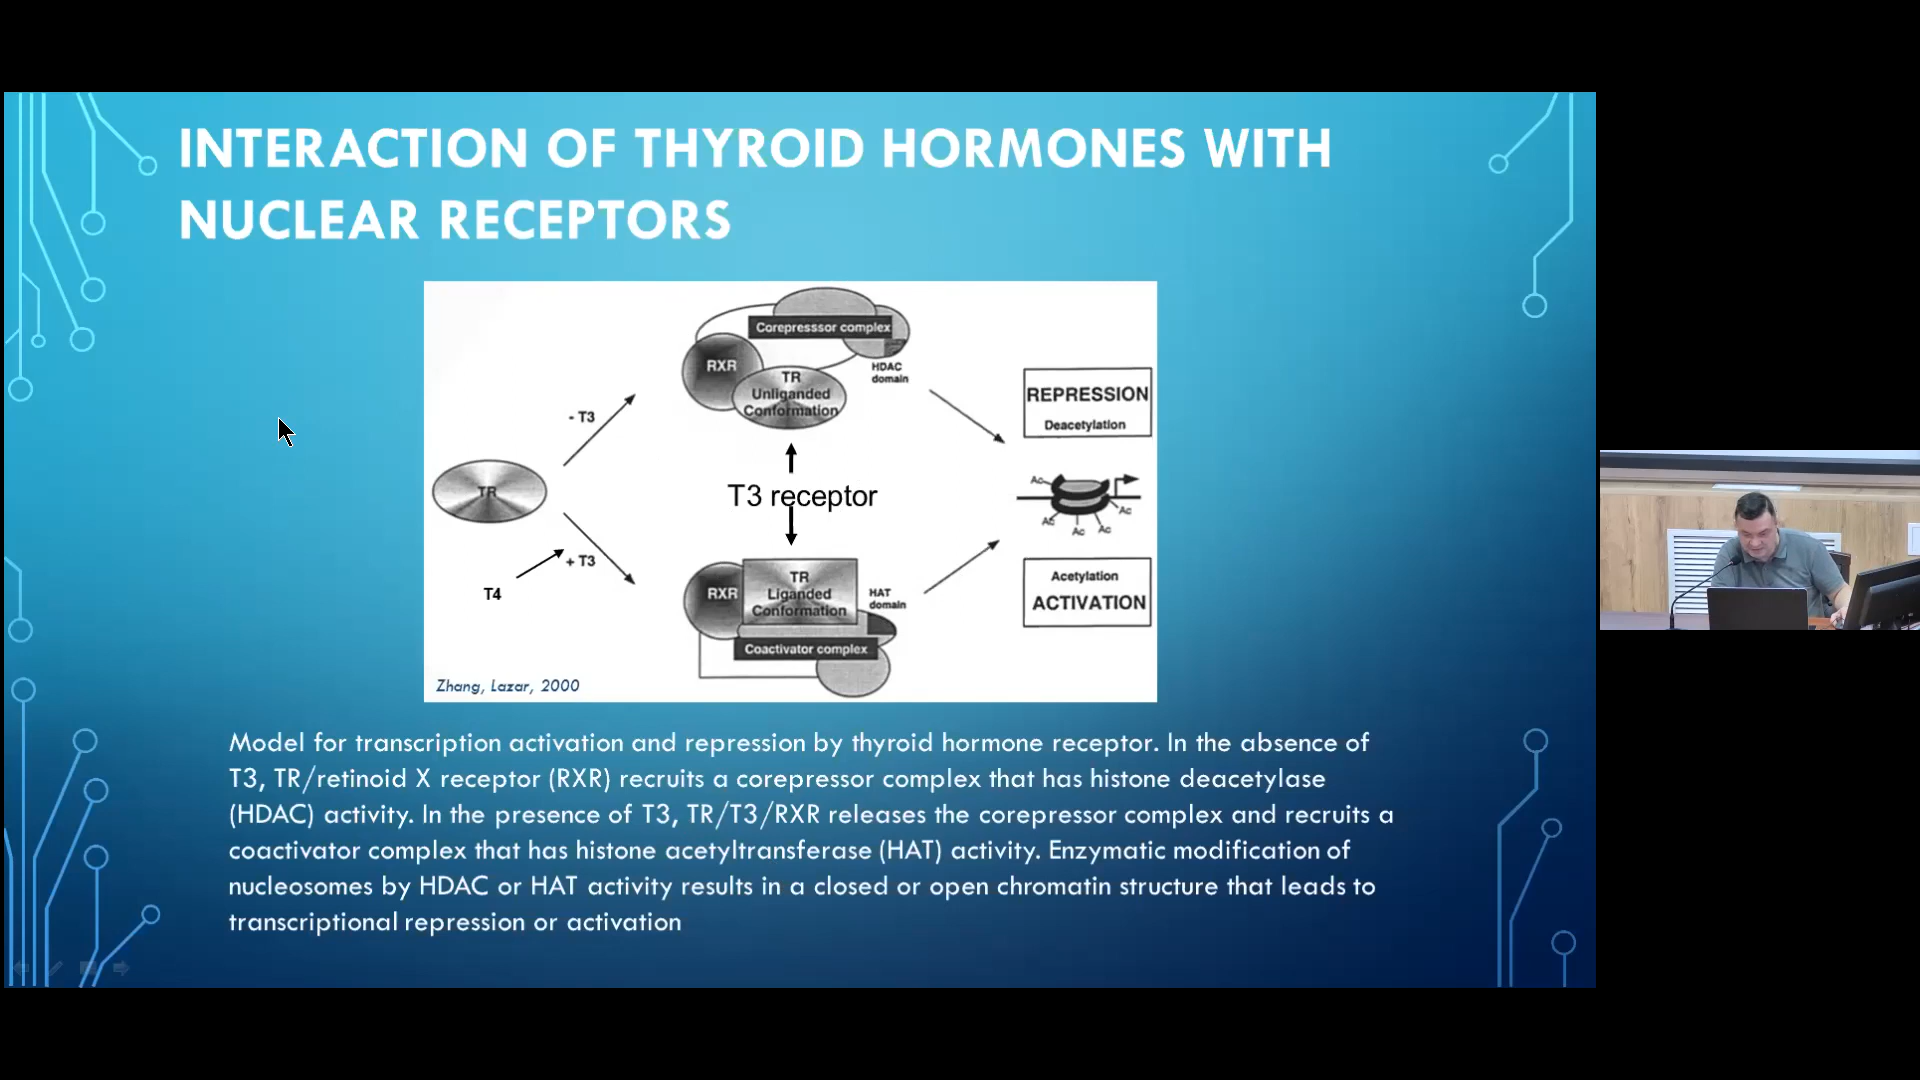 INTERACTION OF THYROID HORMONES WITH
NUCLEAR RECEPTORS
Corepresssor complex
RXR
HDAC
domain
TR
Unliganded
Conformation
REPRESSION
Deacetylation
- T3
TR
T3 receptor
Ac
Ac
Ac
Ac
Ac
+ T3
T4
RXR
TR
Liganded
Conformation
HAT
domain
Acetylation
ACTIVATION
Coactivator complex
Zhang, Lazar, 2000
Model for transcription activation and repression by thyroid hormone receptor. In the absence of
T3, TR/retinoid X receptor (RXR) recruits a corepressor complex that has histone deacetylase
(HDAC) activity. In the presence of T3, TR/T3/RXR releases the corepressor complex and recruits a
coactivator complex that has histone acetyltransferase (HAT) activity. Enzymatic modification of
nucleosomes by HDAC or HAT activity results in a closed or open chromatin structure that leads to
transcriptional repression or activation